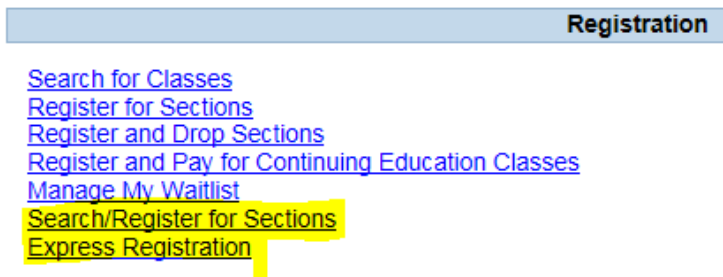 Registration
Search for Classes
Register for Sections
Register and Drop Sections
Register and Pay for Continuing Education Classes
Manage My Waitlist
Search/Register for Sections
Express Registration